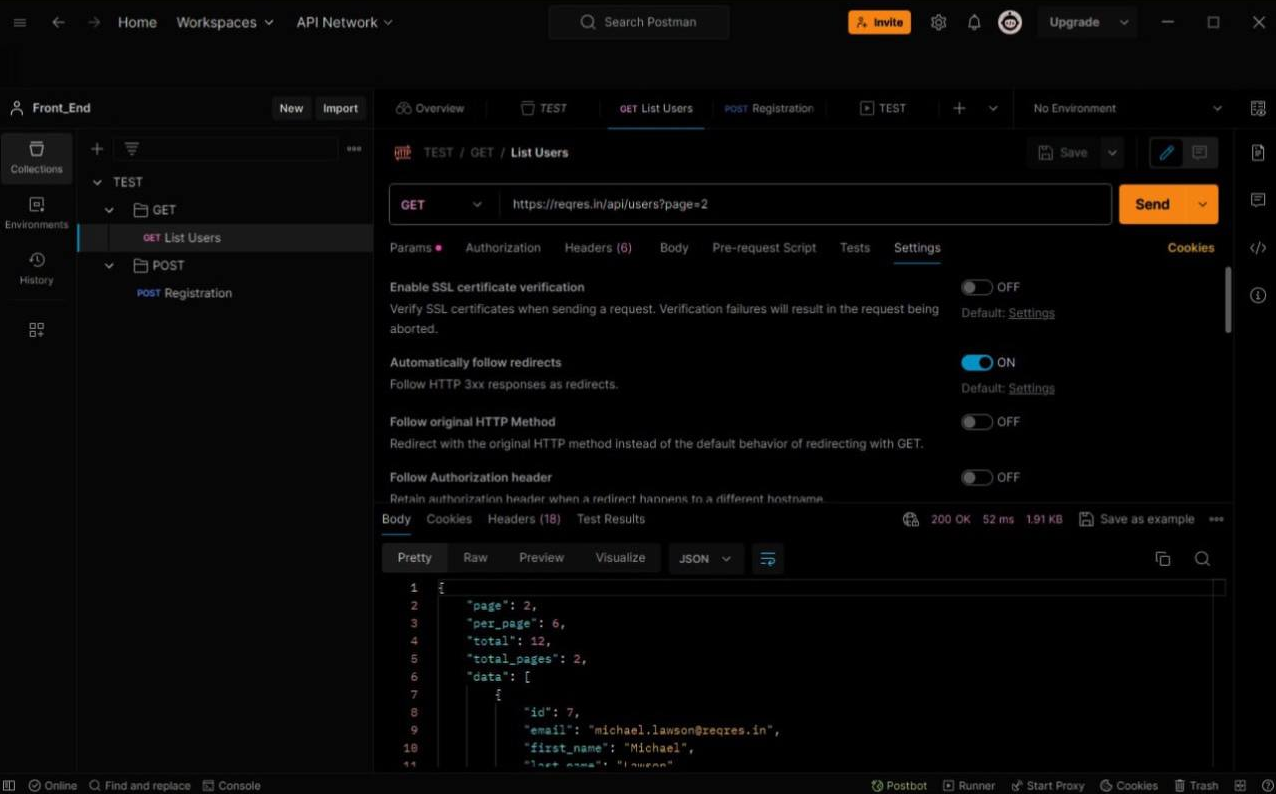 Home Workspaces API Network Search Postman Invite Upgrade
Front_End New Import Overview TEST GET List Users POST Registration TEST No Environment
Collections
Environments
History
TEST
GET
GET List Users
POST
POST Registration
HTTP TEST / GET / List Users Save
GET https://reqres.in/api/users?page=2 Send
Params Authorization Headers (6) Body Pre-request Script Tests Settings Cookies
Enable SSL certificate verification OFF
Verify SSL certificates when sending a request. Verification failures will result in the request being Default: Settings
aborted.
Automatically follow redirects ON
Follow HTTP 3xx responses as redirects. Default: Settings
Follow original HTTP Method OFF
Redirect with the original HTTP method instead of the default behavior of redirecting with GET.
Follow Authorization header OFF
Retain authorization header when a redirect happens to a different hostname.
Body Cookies Headers (18) Test Results 200 OK 52 ms 1.91 KB Save as example
Pretty Raw Preview Visualize JSON
1 {
2 "page": 2,
3 "per_page": 6,
4 "total": 12,
5 "total_pages": 2,
6 "data": [
7 {
8 "id": 7,
9 "email": "michael.lawson@reqres.in",
10 "first_name": "Michael",
11 "last_name": "Lawson"
Online Find and replace Console Postbot Runner Start Proxy Cookies Trash